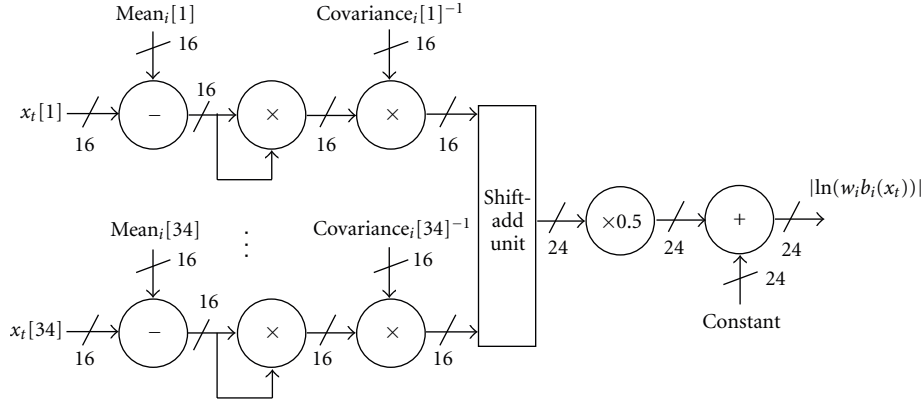 Mean_i[1]
Covariance_i[1]^{-1}
16
16
x_t[1]
16
−
16
×
16
×
16
Shift-
add
unit
24
×0.5
24
+
24
|ln(w_i b_i(x_t))|
24
Constant
Mean_i[34]
⋮
Covariance_i[34]^{-1}
16
16
x_t[34]
16
−
16
×
16
×
16